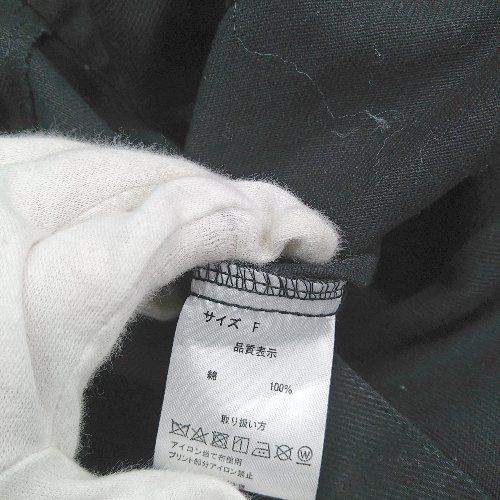 サイズ F
品質表示
綿 100%
取り扱い方
アイロン当て布使用
プリント部分アイロン禁止